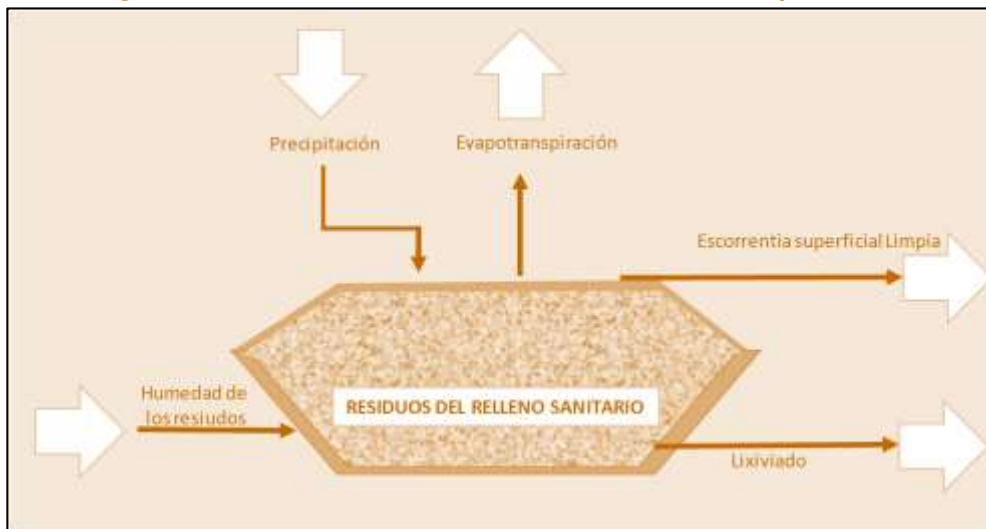 Precipitación
Evapotranspiración
Escorrentia superficial Limpia
Humedad de
los resiudos
RESIDUOS DEL RELLENO SANITARIO
Lixiviado